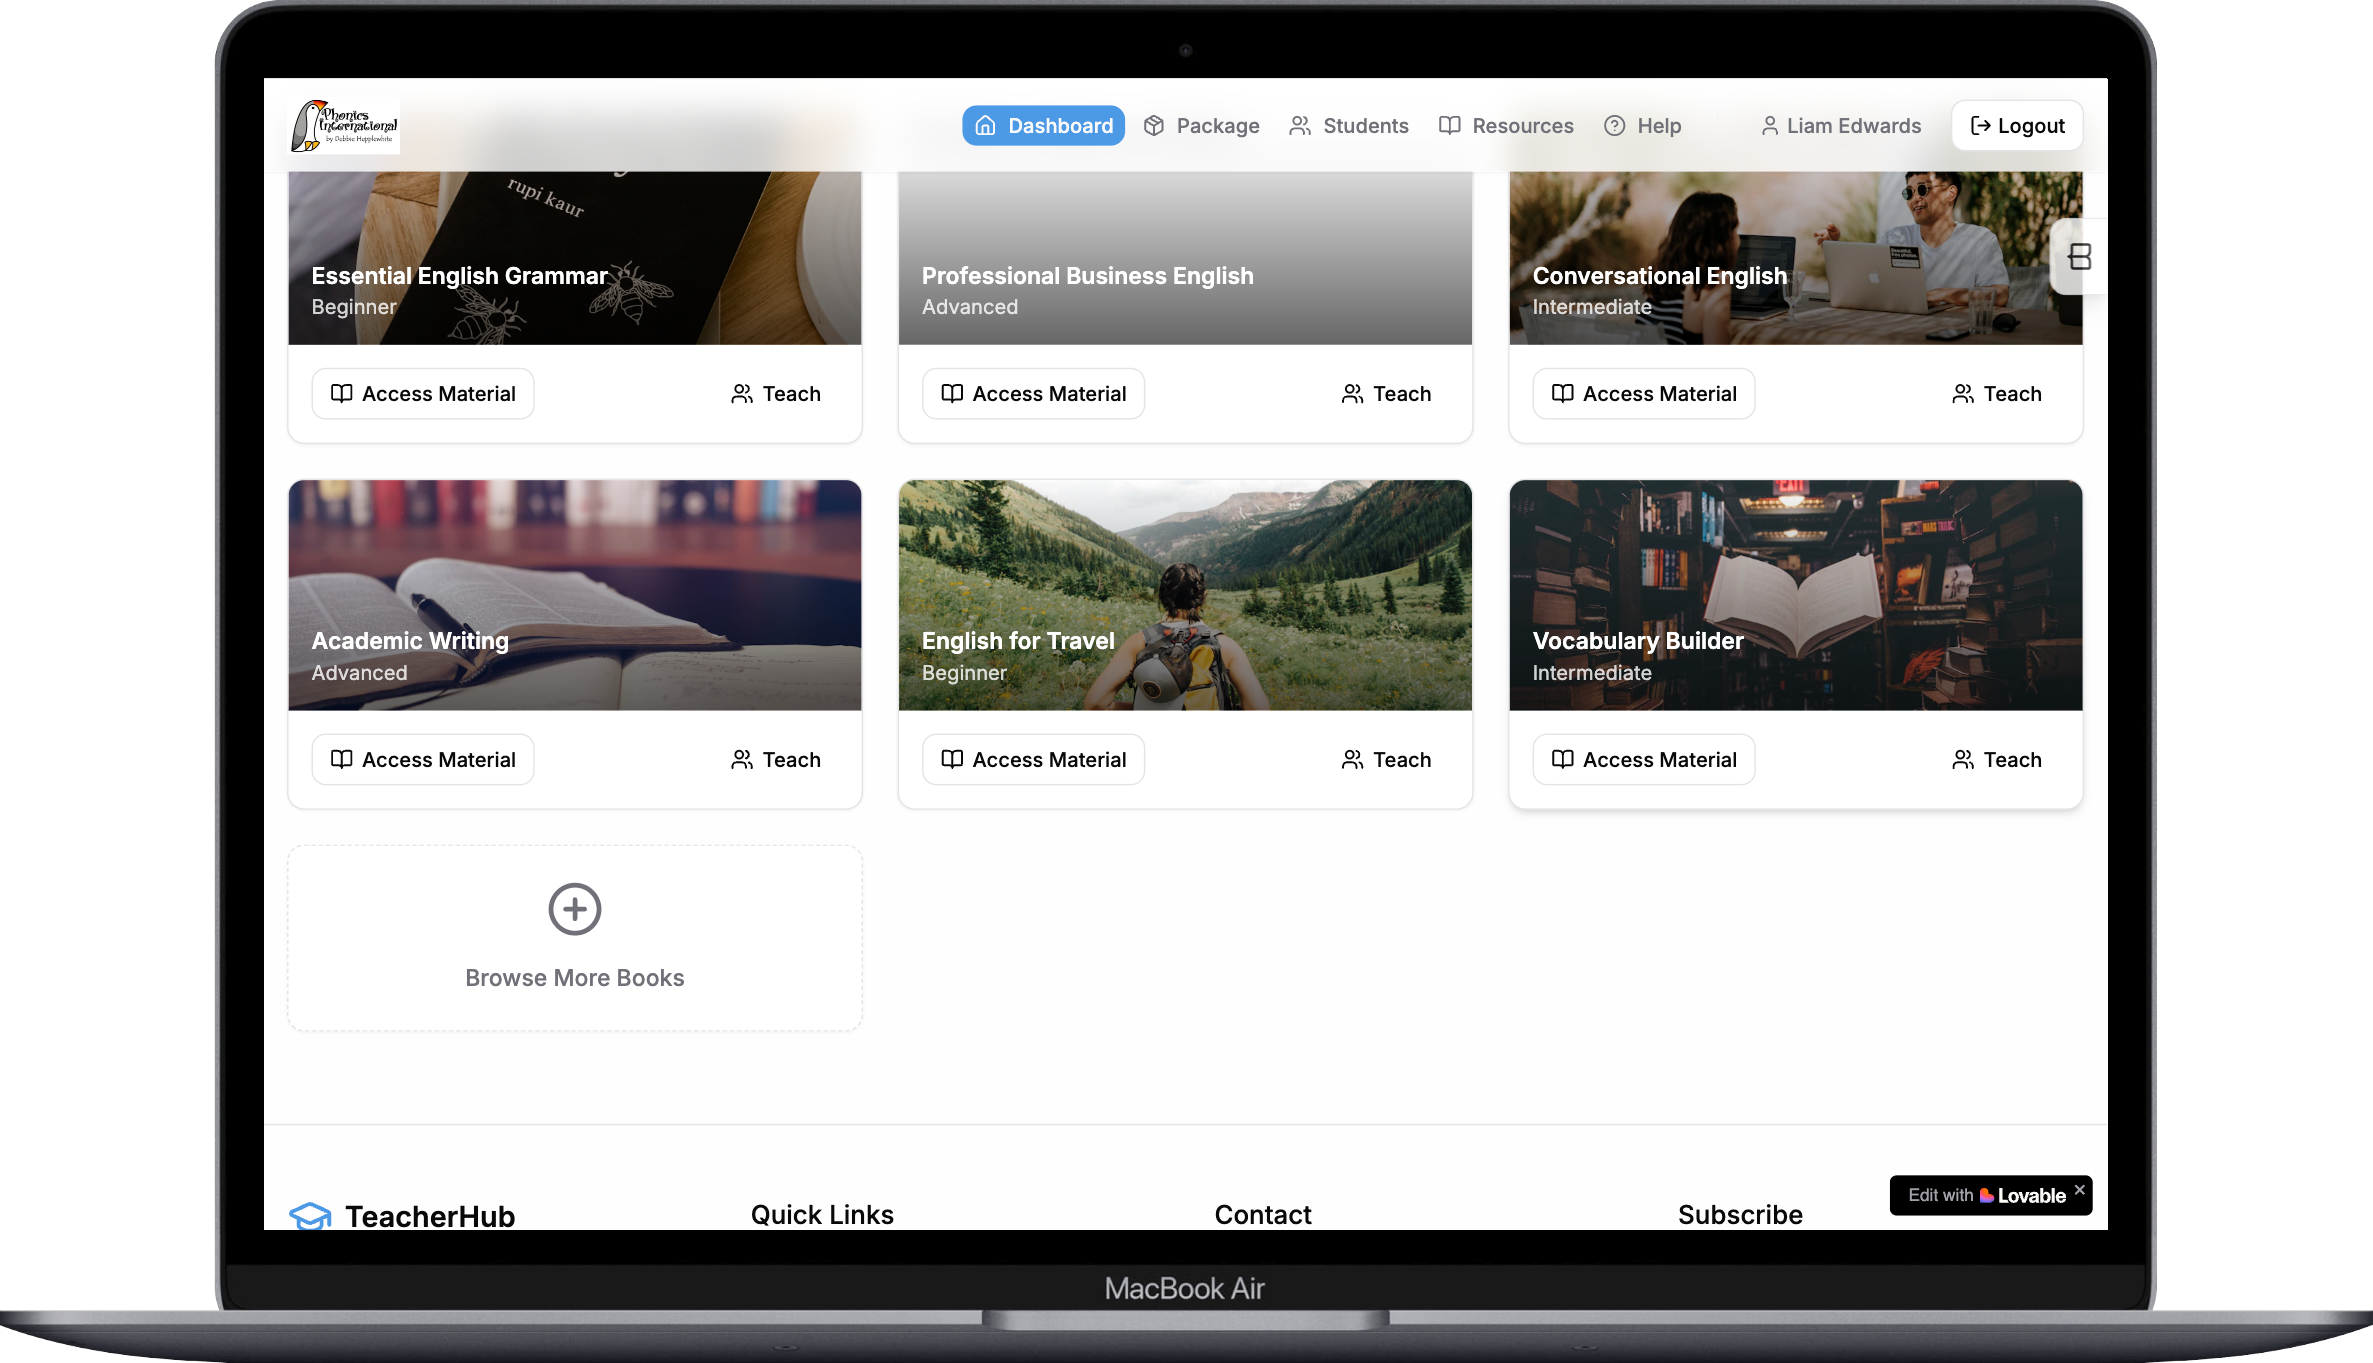 Phonics
International
by Debbie Hepplewhite
Dashboard
Package
Students
Resources
Help
Liam Edwards
Logout
rupi kaur
Essential English Grammar
Beginner
Professional Business English
Advanced
Conversational English
Intermediate
Access Material
Teach
Access Material
Teach
Access Material
Teach
EXIT
Academic Writing
Advanced
English for Travel
Beginner
Vocabulary Builder
Intermediate
Access Material
Teach
Access Material
Teach
Access Material
Teach
Browse More Books
TeacherHub
Quick Links
Contact
Subscribe
Edit with Lovable
MacBook Air